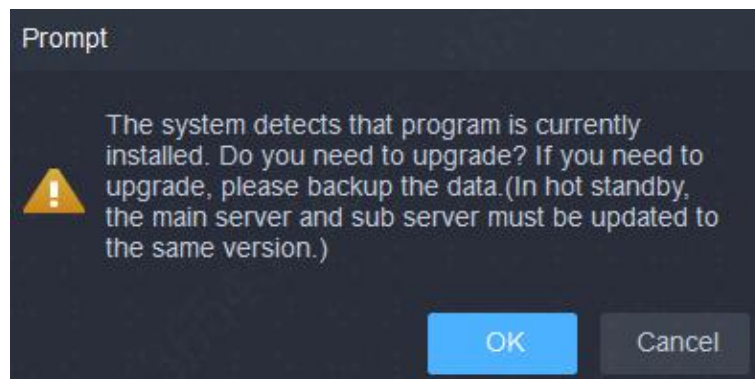 Prompt
The system detects that program is currently
installed. Do you need to upgrade? If you need to
upgrade, please backup the data.(In hot standby,
the main server and sub server must be updated to
the same version.)
OK Cancel